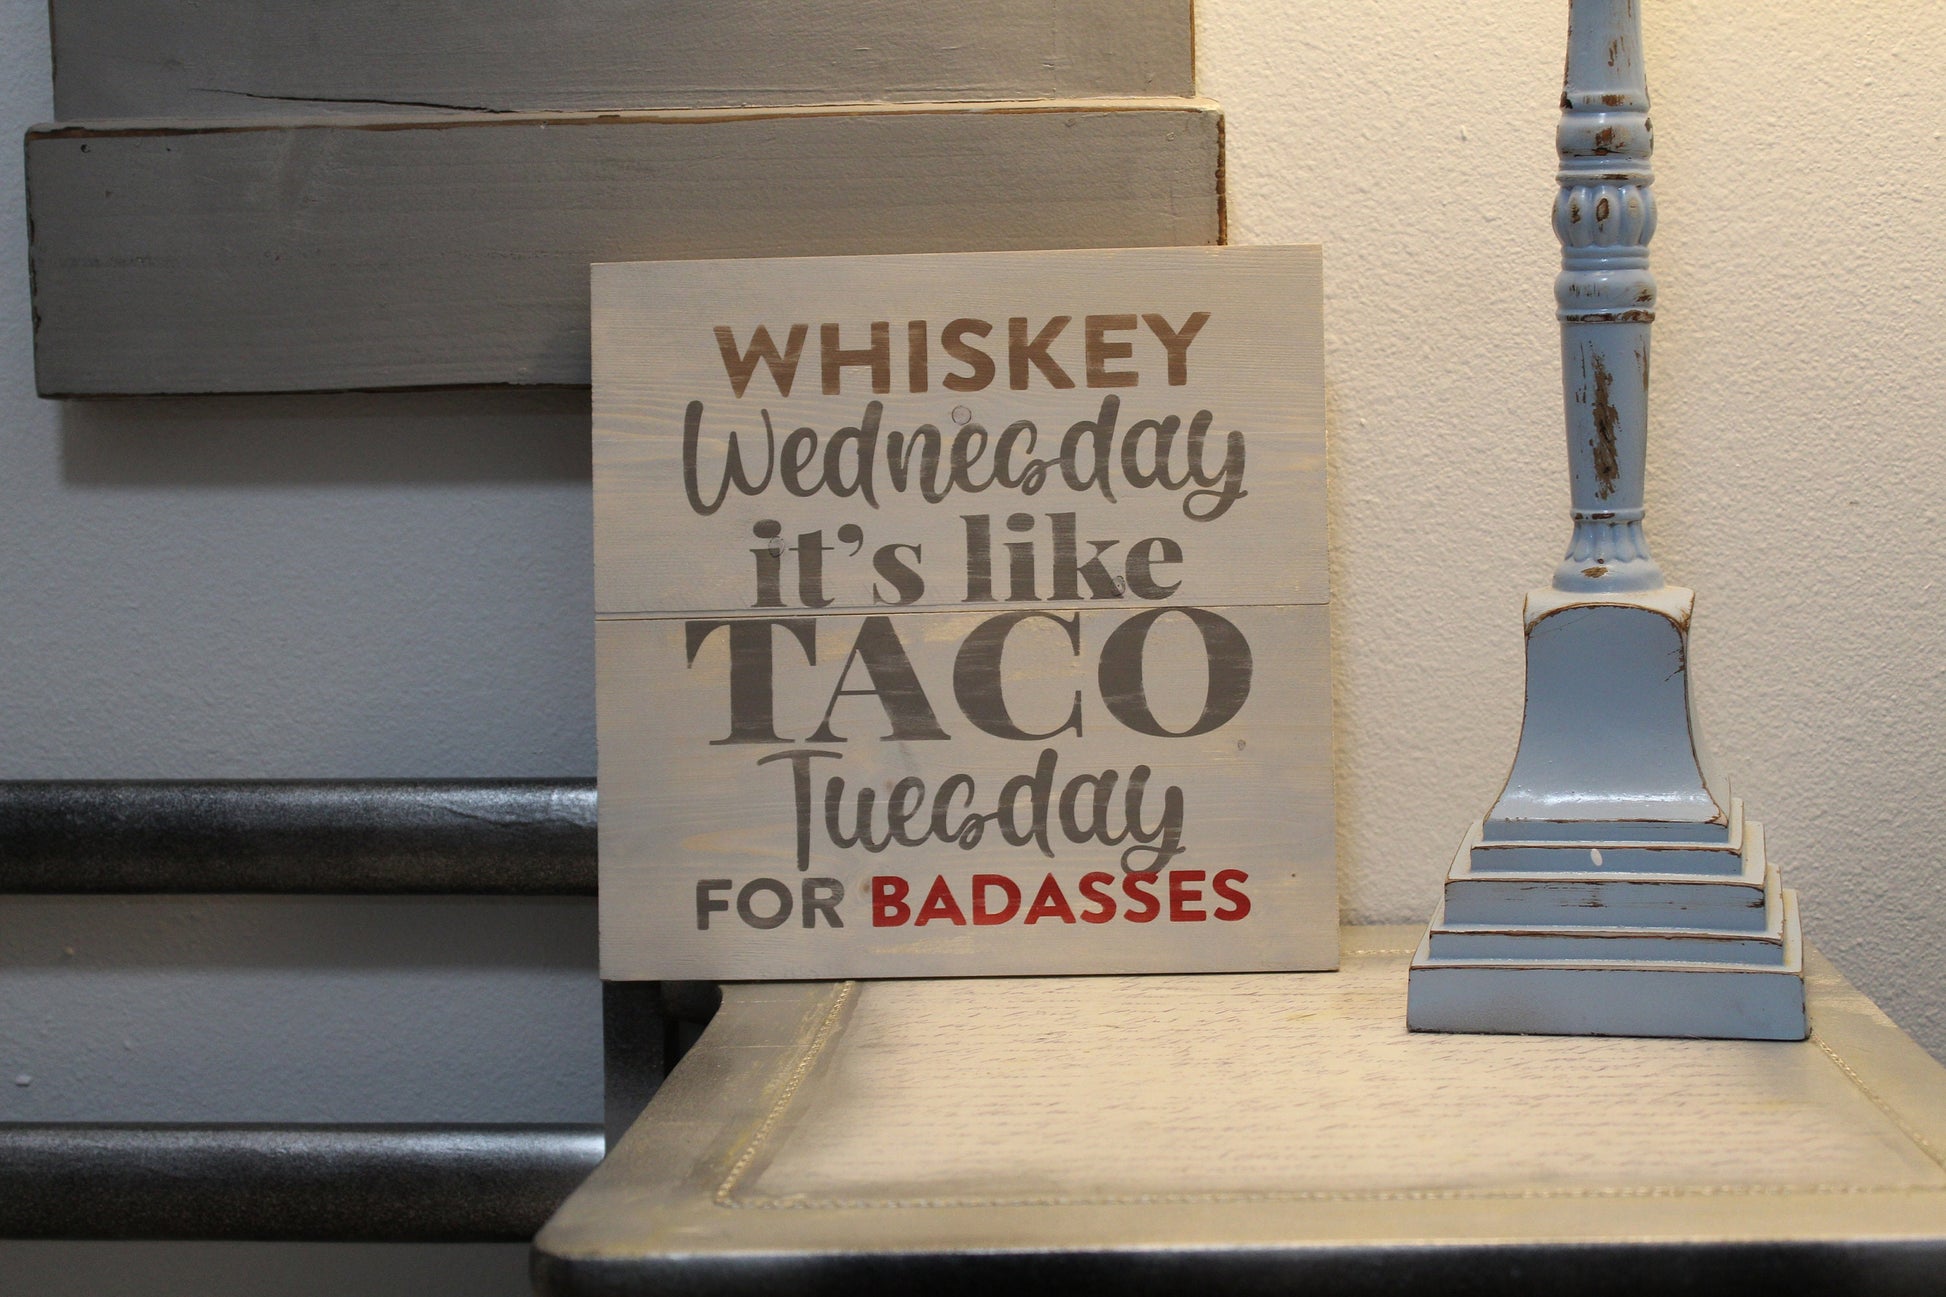 WHISKEY
Wednesday
it's like
TACO
Tuesday
FOR BADASSES